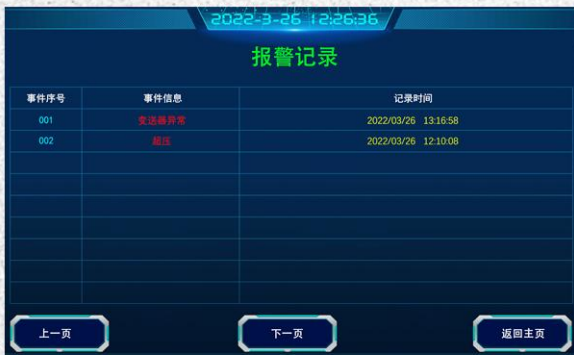 2022-3-26 12:26:36
报警记录
事件序号 事件信息 记录时间
001 变送器异常 2022/03/26 13:16:58
002 超压 2022/03/26 12:10:08
上一页 下一页 返回主页